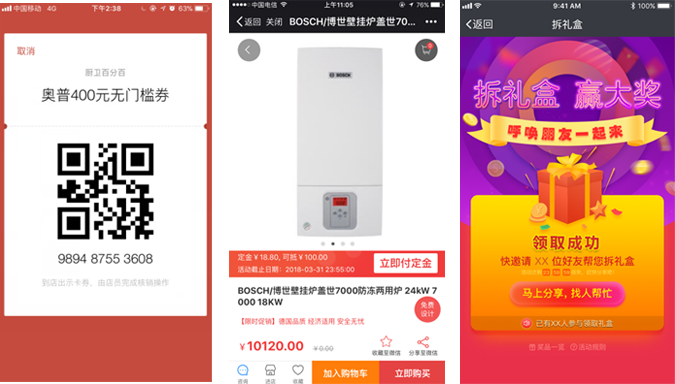 中国移动 4G
下午2:38
取消
厨卫百分百
奥普400元无门槛券
9894 8755 3608
到店出示卡券，由店员完成核销操作
中国电信
上午11:05
76%
返回 关闭 BOSCH/博世壁挂炉盖世70...
BOSCH
定金￥18.80, 可抵￥100.00
活动截止日期：2018-03-31 23:55:00
立即付定金
BOSCH/博世壁挂炉盖世7000防冻两用炉 24kW 7000 18KW
免费
设计
【限时促销】德国品质 经济适用 安全无忧
￥10120.00
￥0.00
收藏至微信
分享至微信
咨询
进店
收藏
加入购物车
立即购买
9:41 AM
100%
返回
拆礼盒
拆礼盒 赢大奖
呼唤朋友一起来
领取成功
快邀请 XX 位好友帮您拆礼盒
马上分享，找人帮忙
已有XX人参与领取礼盒
奖品一览
活动规则